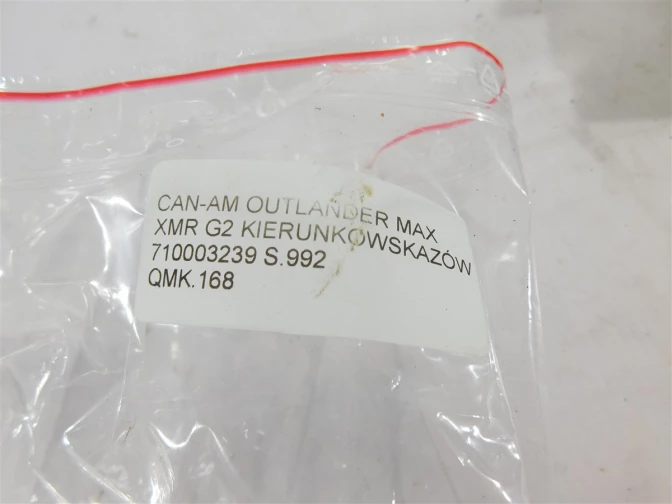 CAN-AM OUTLANDER MAX
XMR G2 KIERUNKOWSKAZÓW
710003239 S.992
QMK.168